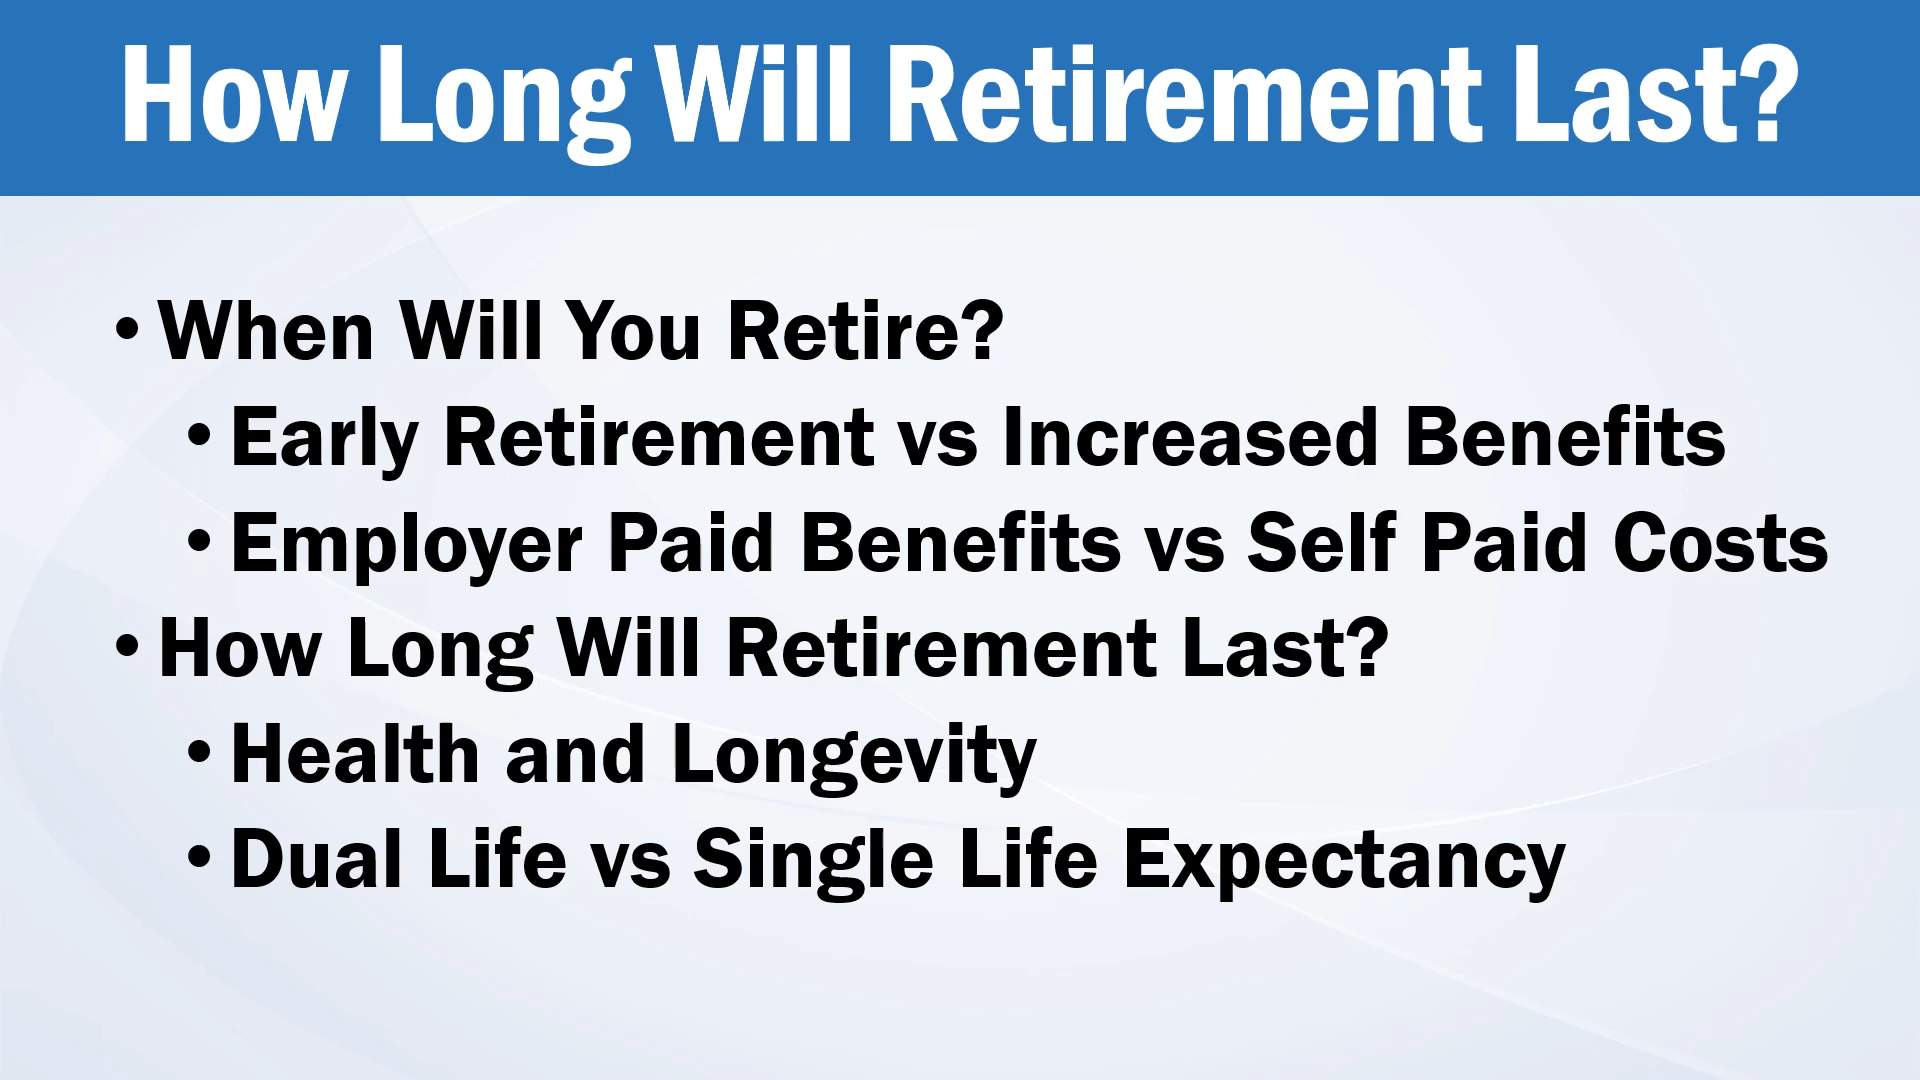 How Long Will Retirement Last?
• When Will You Retire?
• Early Retirement vs Increased Benefits
• Employer Paid Benefits vs Self Paid Costs
• How Long Will Retirement Last?
• Health and Longevity
• Dual Life vs Single Life Expectancy